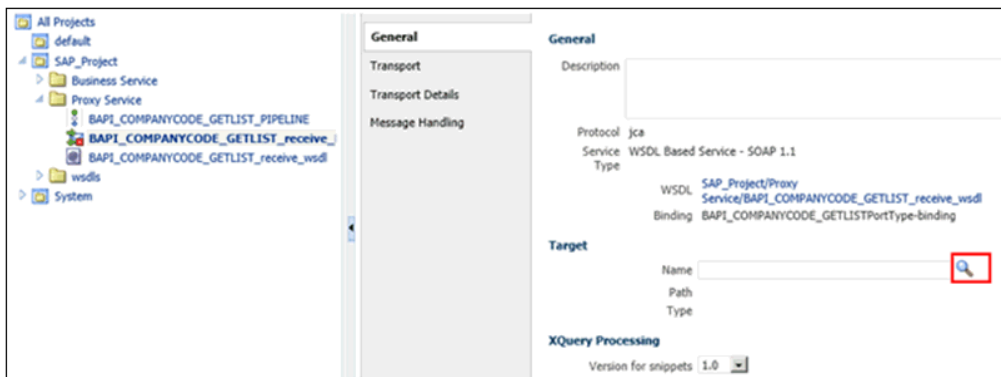 All Projects
default
SAP_Project
Business Service
Proxy Service
BAPI_COMPANYCODE_GETLIST_PIPELINE
BAPI_COMPANYCODE_GETLIST_receive_
BAPI_COMPANYCODE_GETLIST_receive_wsdl
wsdls
System
General
Transport
Transport Details
Message Handling
General
Description
Protocol jca
Service Type WSDL Based Service - SOAP 1.1
WSDL SAP_Project/Proxy
Service/BAPI_COMPANYCODE_GETLIST_receive_wsdl
Binding BAPI_COMPANYCODE_GETLISTPortType-binding
Target
Name
Path
Type
XQuery Processing
Version for snippets 1.0